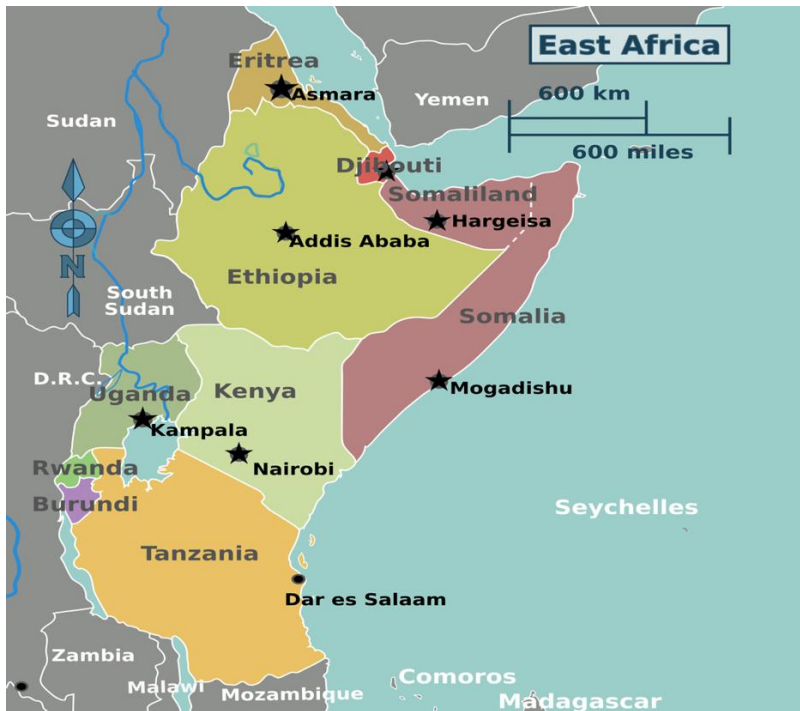 East Africa
600 km
600 miles
Eritrea
Asmara
Yemen
Sudan
Djibouti
Somaliland
Hargeisa
Addis Ababa
Ethiopia
N
South
Sudan
Somalia
D.R.C.
Uganda
Kenya
Mogadishu
Kampala
Nairobi
Rwanda
Burundi
Seychelles
Tanzania
Dar es Salaam
Zambia
Malawi
Mozambique
Comoros
Madagascar